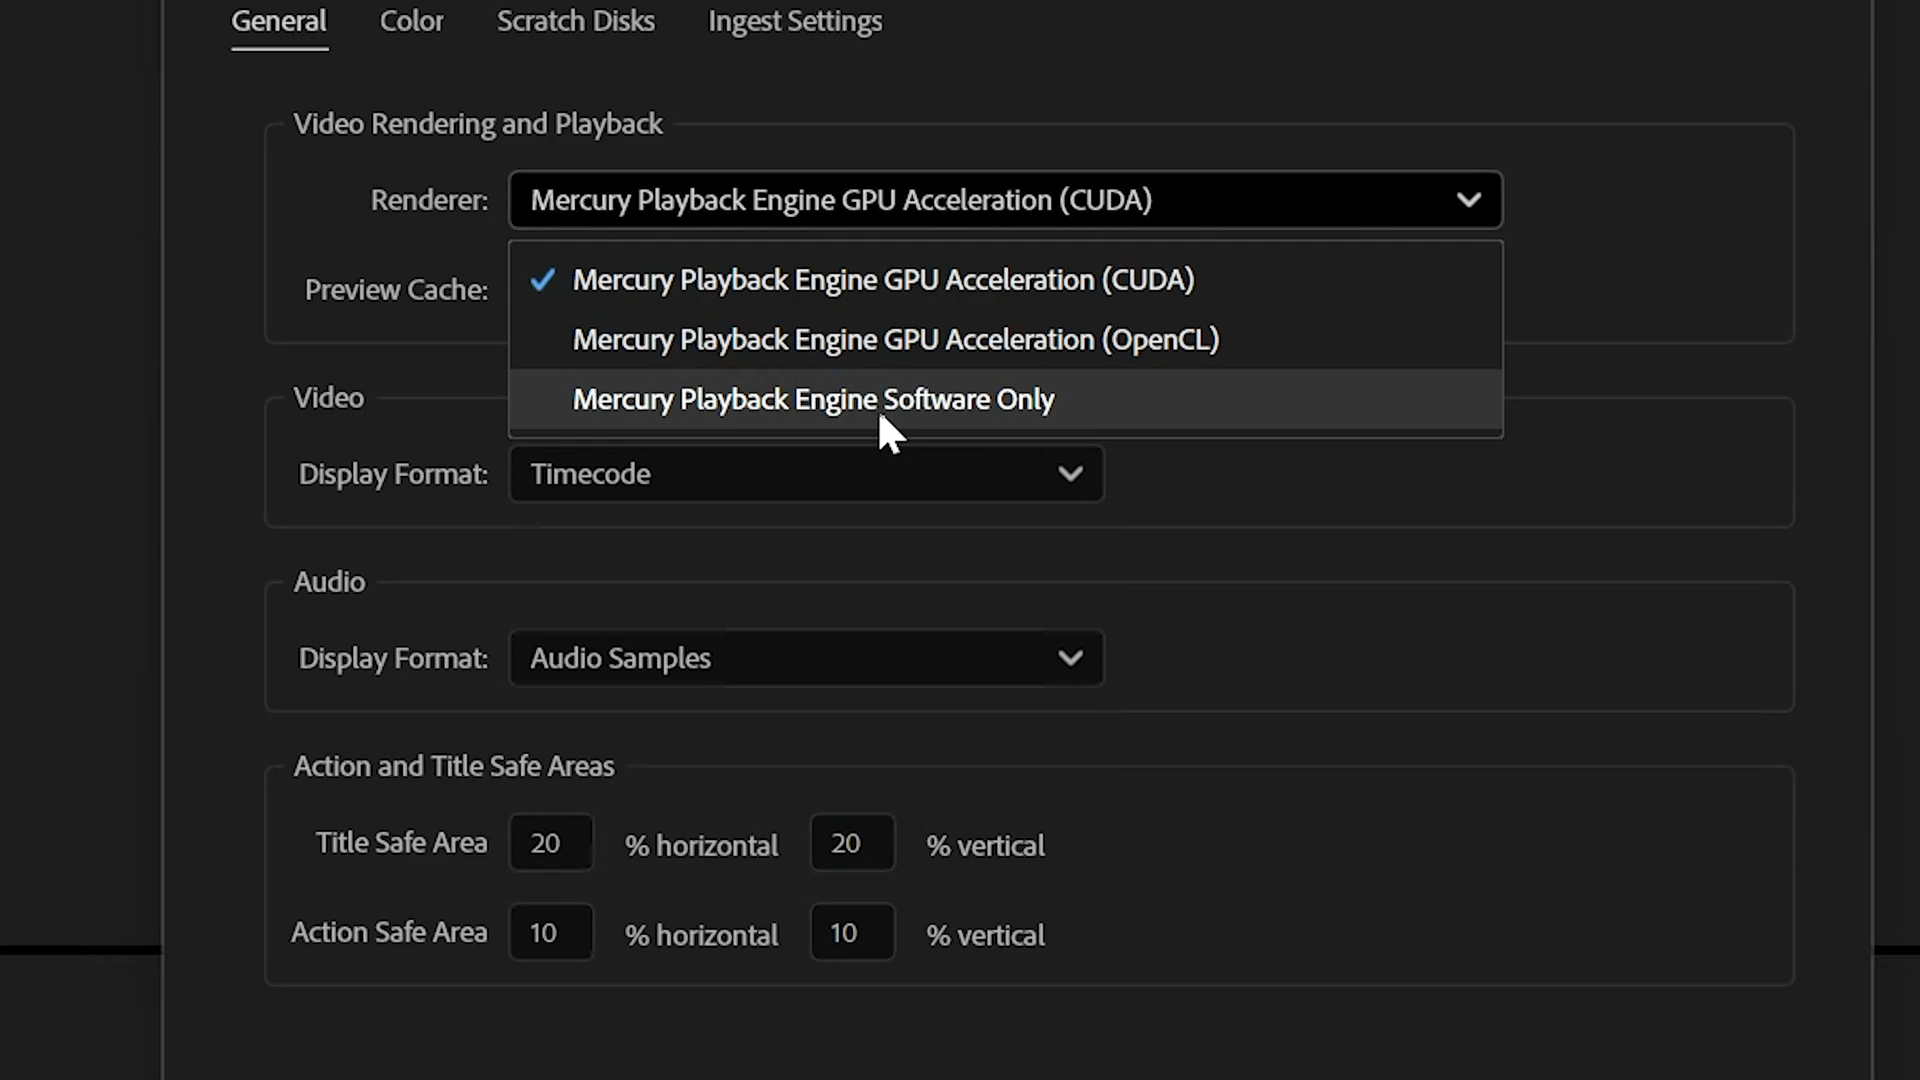 General Color Scratch Disks Ingest Settings
Video Rendering and Playback
Renderer: Mercury Playback Engine GPU Acceleration (CUDA)
Mercury Playback Engine GPU Acceleration (CUDA)
Preview Cache:
Mercury Playback Engine GPU Acceleration (OpenCL)
Mercury Playback Engine Software Only
Video
Display Format: Timecode
Audio
Display Format: Audio Samples
Action and Title Safe Areas
Title Safe Area 20 % horizontal 20 % vertical
Action Safe Area 10 % horizontal 10 % vertical